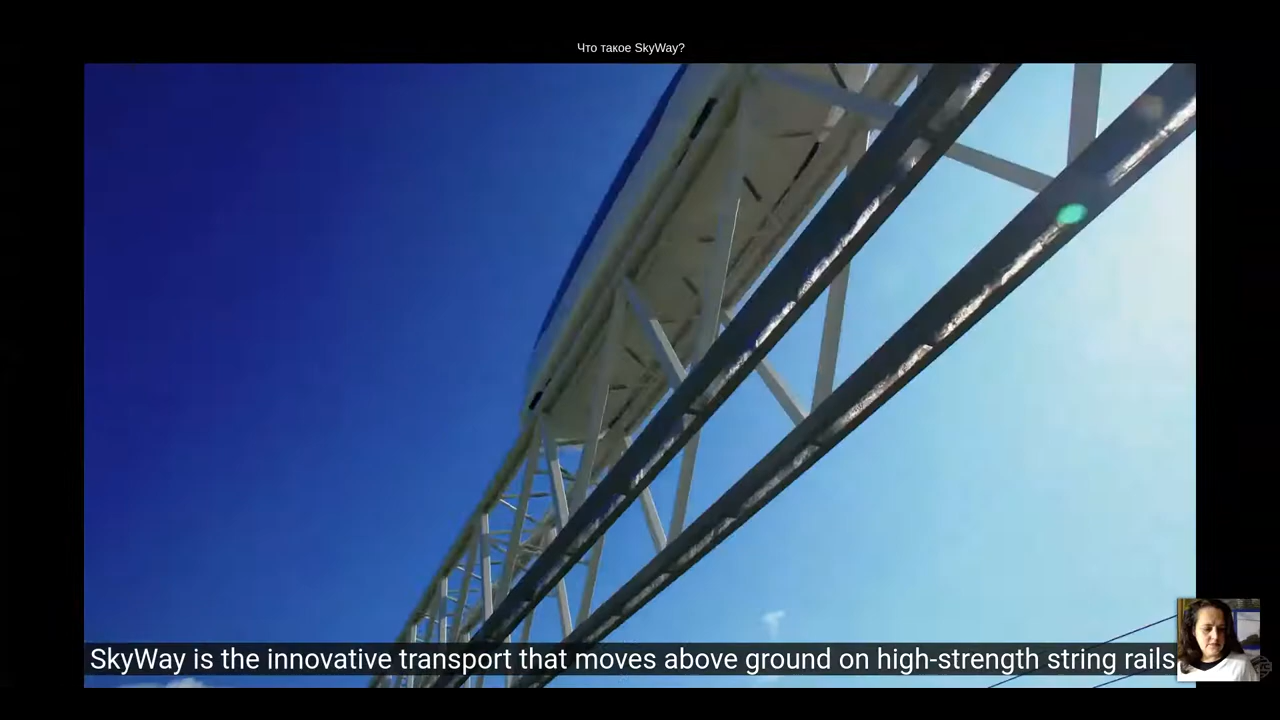 Что такое SkyWay?
SkyWay is the innovative transport that moves above ground on high-strength string rails